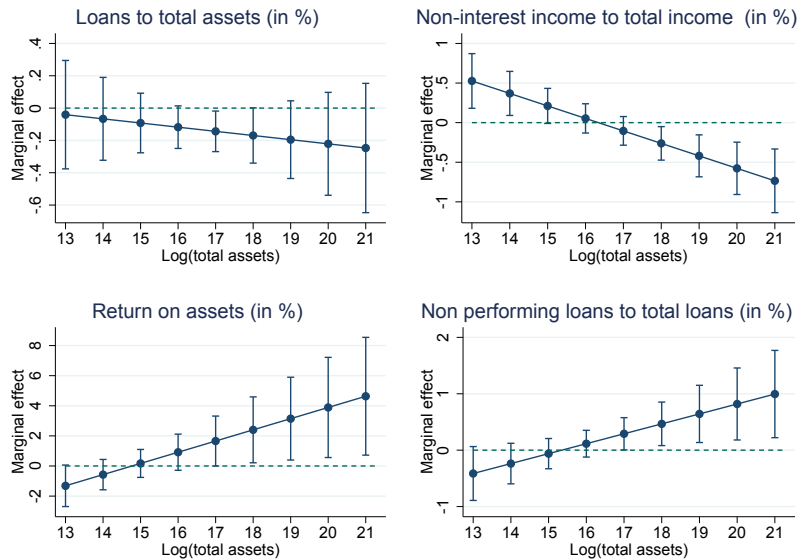 Loans to total assets (in %)
Marginal effect
.4
.2
0
-.2
-.4
-.6
13 14 15 16 17 18 19 20 21
Log(total assets)
Non-interest income to total income (in %)
Marginal effect
1
.5
0
-.5
-1
13 14 15 16 17 18 19 20 21
Log(total assets)
Return on assets (in %)
Marginal effect
8
6
4
2
0
-2
13 14 15 16 17 18 19 20 21
Log(total assets)
Non performing loans to total loans (in %)
Marginal effect
2
1
0
-1
13 14 15 16 17 18 19 20 21
Log(total assets)